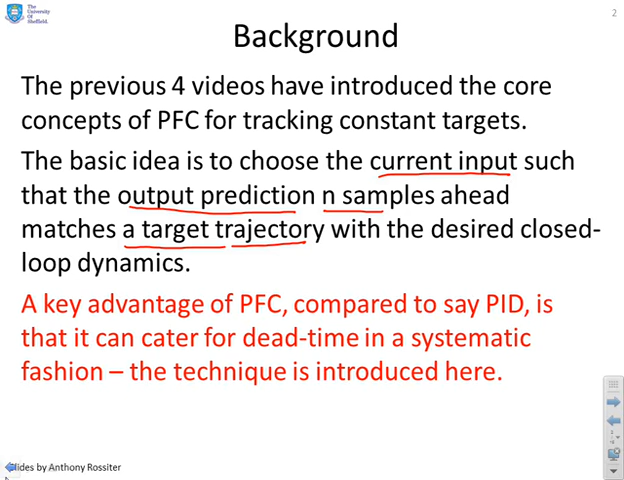 The
University
Of
Sheffield.
2
Background
The previous 4 videos have introduced the core
concepts of PFC for tracking constant targets.
The basic idea is to choose the current input such
that the output prediction n samples ahead
matches a target trajectory with the desired closed-
loop dynamics.
A key advantage of PFC, compared to say PID, is
that it can cater for dead-time in a systematic
fashion – the technique is introduced here.
Slides by Anthony Rossiter